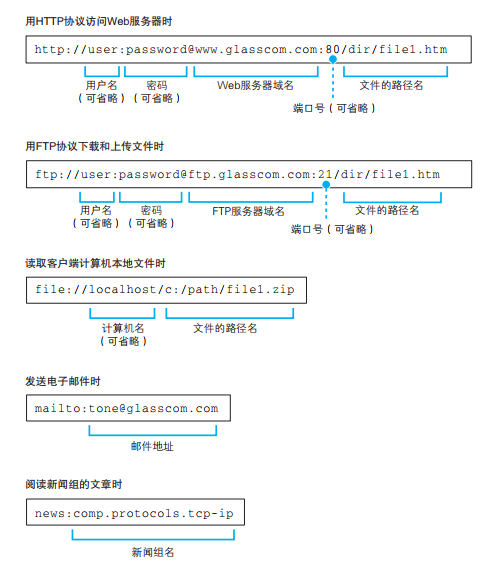 用HTTP协议访问Web服务器时
http://user:password@www.glasscom.com:80/dir/file1.htm
用户名 密码 Web服务器域名 文件的路径名
（可省略）（可省略） 端口号（可省略）
用FTP协议下载和上传文件时
ftp://user:password@ftp.glasscom.com:21/dir/file1.htm
用户名 密码 FTP服务器域名 文件的路径名
（可省略）（可省略） 端口号（可省略）
读取客户端计算机本地文件时
file://localhost/c:/path/file1.zip
计算机名 文件的路径名
（可省略）
发送电子邮件时
mailto:tone@glasscom.com
邮件地址
阅读新闻组的文章时
news:comp.protocols.tcp-ip
新闻组名